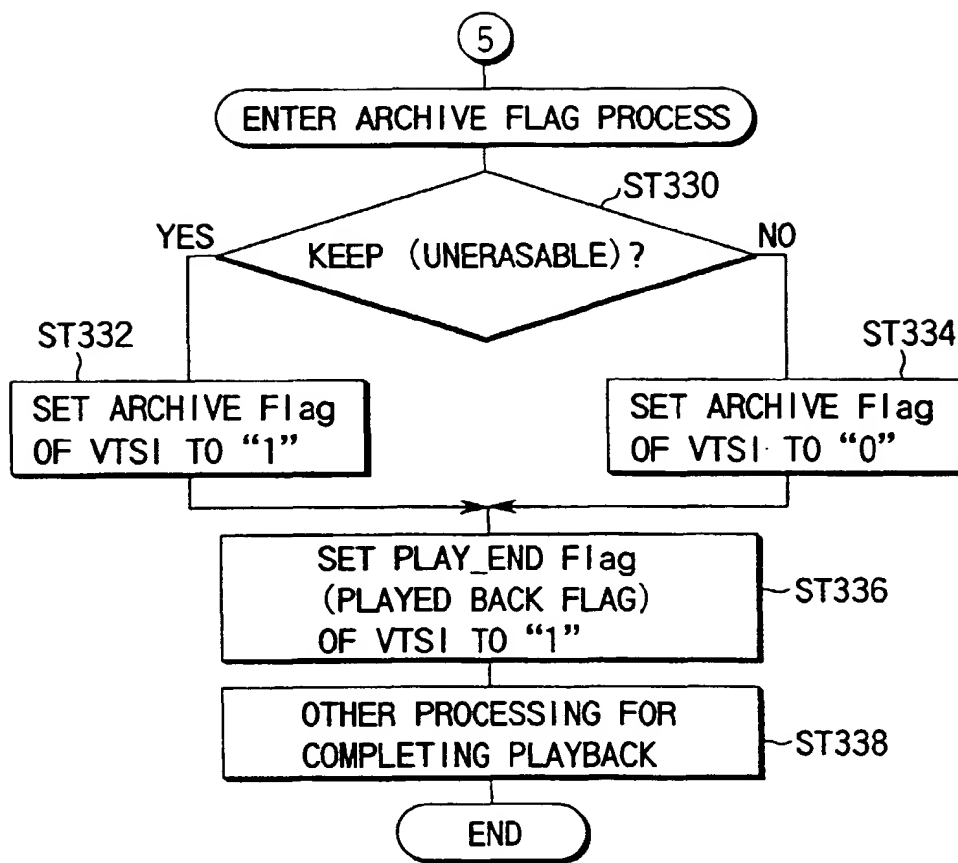 5
ENTER ARCHIVE FLAG PROCESS
ST330
YES
KEEP (UNERASABLE)?
NO
ST332
ST334
SET ARCHIVE Flag
OF VTSI TO “1”
SET ARCHIVE Flag
OF VTSI TO “0”
SET PLAY_END Flag
(PLAYED BACK FLAG)
OF VTSI TO “1”
ST336
OTHER PROCESSING FOR
COMPLETING PLAYBACK
ST338
END